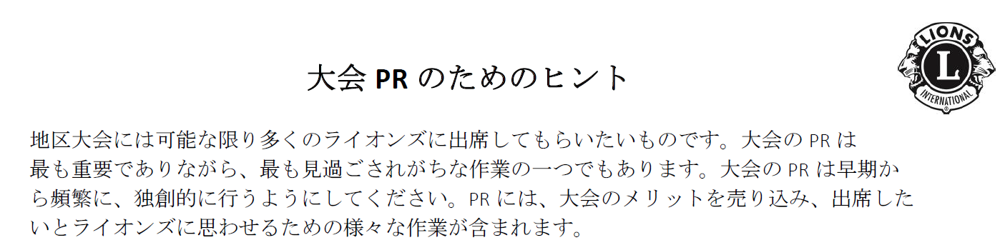 LIONS
L
INTERNATIONAL
®
大会 PR のためのヒント
地区大会には可能な限り多くのライオンズに出席してもらいたいものです。大会の PR は
最も重要でありながら、最も見過ごされがちな作業の一つでもあります。大会の PR は早期か
ら頻繁に、独創的に行うようにしてください。PR には、大会のメリットを売り込み、出席した
いとライオンズに思わせるための様々な作業が含まれます。